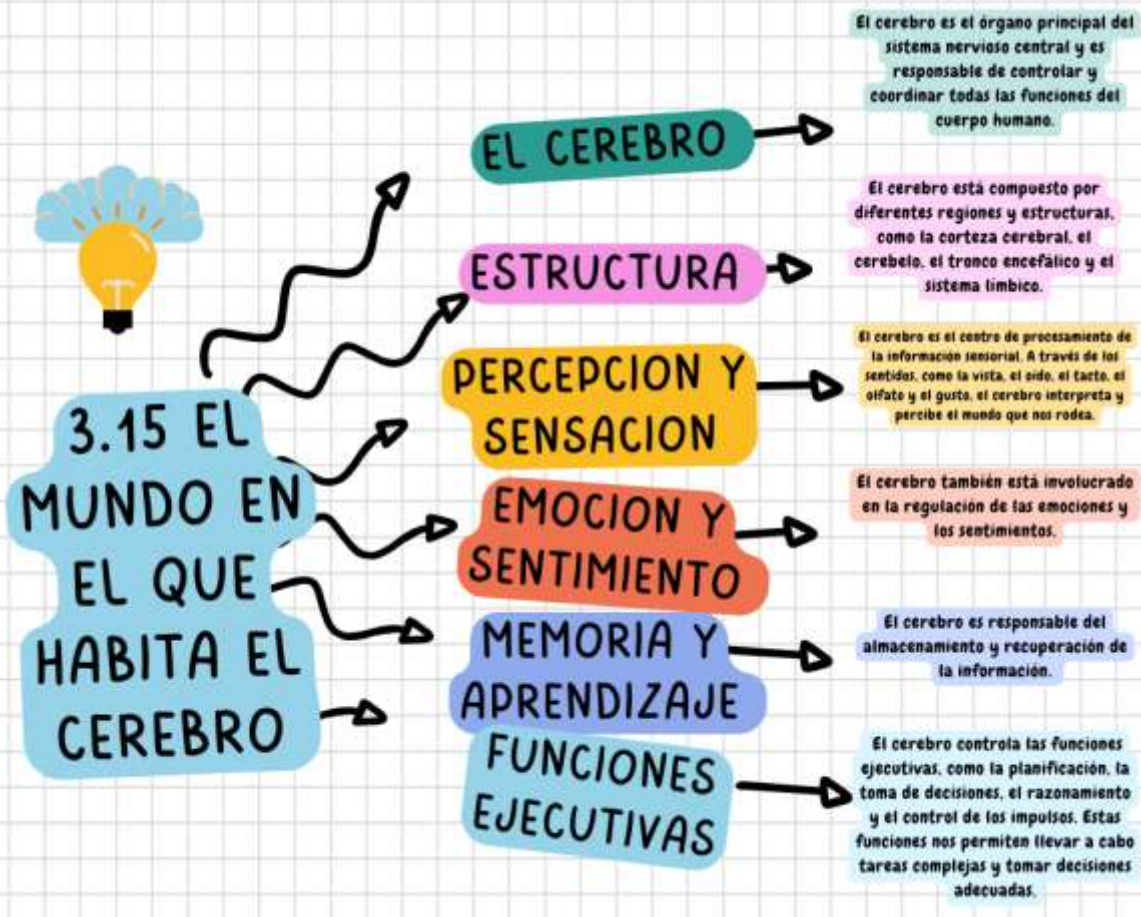 3.15 EL
MUNDO EN
EL QUE
HABITA EL
CEREBRO
EL CEREBRO
El cerebro es el órgano principal del
sistema nervioso central y es
responsable de controlar y
coordinar todas las funciones del
cuerpo humano.
ESTRUCTURA
El cerebro está compuesto por
diferentes regiones y estructuras,
como la corteza cerebral, el
cerebelo, el tronco encefálico y el
sistema límbico.
PERCEPCION Y
SENSACION
El cerebro es el centro de procesamiento de
la información sensorial. A través de los
sentidos, como la vista, el oído, el tacto, el
olfato y el gusto, el cerebro interpreta y
percibe el mundo que nos rodea.
EMOCION Y
SENTIMIENTO
El cerebro también está involucrado
en la regulación de las emociones y
los sentimientos.
MEMORIA Y
APRENDIZAJE
El cerebro es responsable del
almacenamiento y recuperación de
la información.
FUNCIONES
EJECUTIVAS
El cerebro controla las funciones
ejecutivas, como la planificación, la
toma de decisiones, el razonamiento
y el control de los impulsos. Estas
funciones nos permiten llevar a cabo
tareas complejas y tomar decisiones
adecuadas.